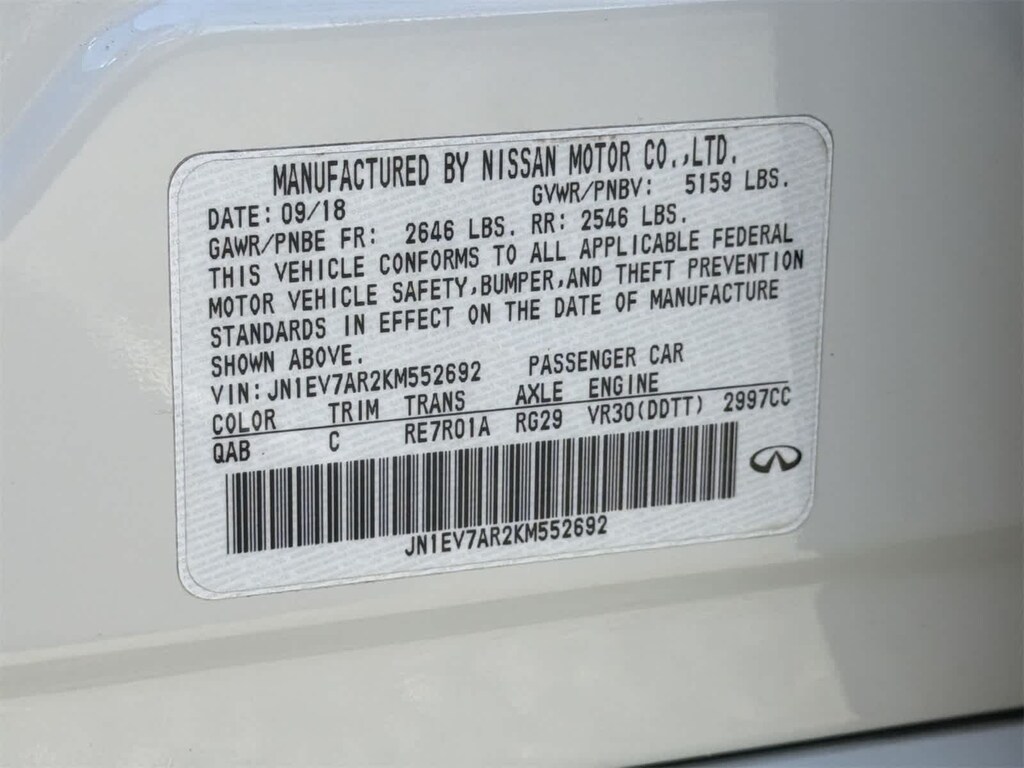 MANUFACTURED BY NISSAN MOTOR CO.,LTD.
DATE: 09/18 GVWR/PNBV: 5159 LBS.
GAWR/PNBE FR: 2646 LBS. RR: 2546 LBS.
THIS VEHICLE CONFORMS TO ALL APPLICABLE FEDERAL
MOTOR VEHICLE SAFETY,BUMPER,AND THEFT PREVENTION
STANDARDS IN EFFECT ON THE DATE OF MANUFACTURE
SHOWN ABOVE.
VIN:JN1EV7AR2KM552692 PASSENGER CAR
COLOR TRIM TRANS AXLE ENGINE
QAB C RE7R01A RG29 VR30(DDTT) 2997CC
JN1EV7AR2KM552692